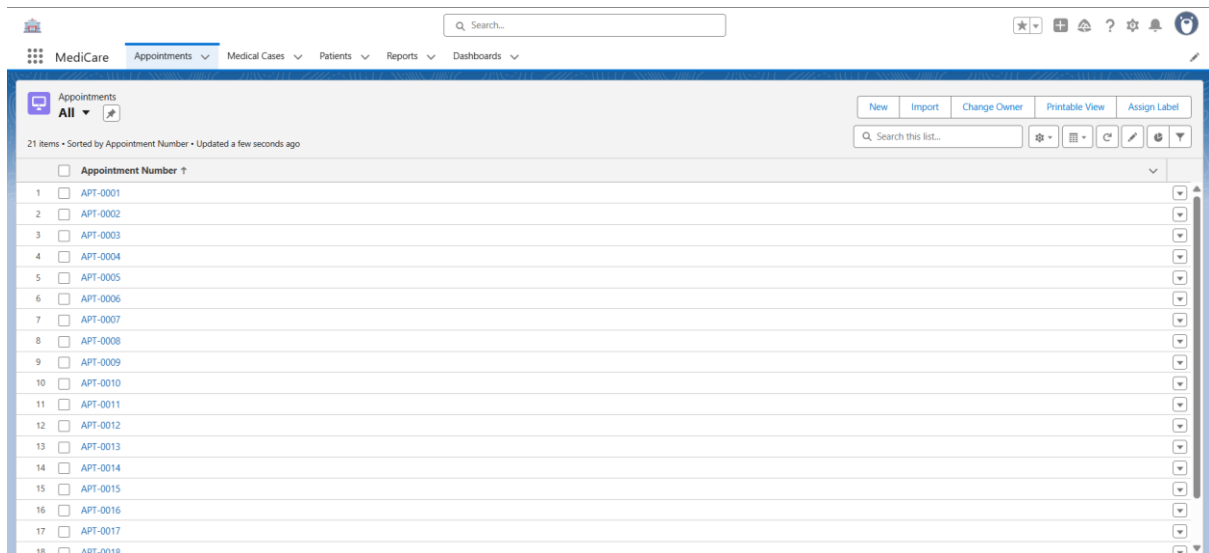 Search...
MediCare Appointments Medical Cases Patients Reports Dashboards
Appointments
All
New Import Change Owner Printable View Assign Label
21 items • Sorted by Appointment Number • Updated a few seconds ago
Search this list...
Appointment Number ↑
1 APT-0001
2 APT-0002
3 APT-0003
4 APT-0004
5 APT-0005
6 APT-0006
7 APT-0007
8 APT-0008
9 APT-0009
10 APT-0010
11 APT-0011
12 APT-0012
13 APT-0013
14 APT-0014
15 APT-0015
16 APT-0016
17 APT-0017
18 APT-0018